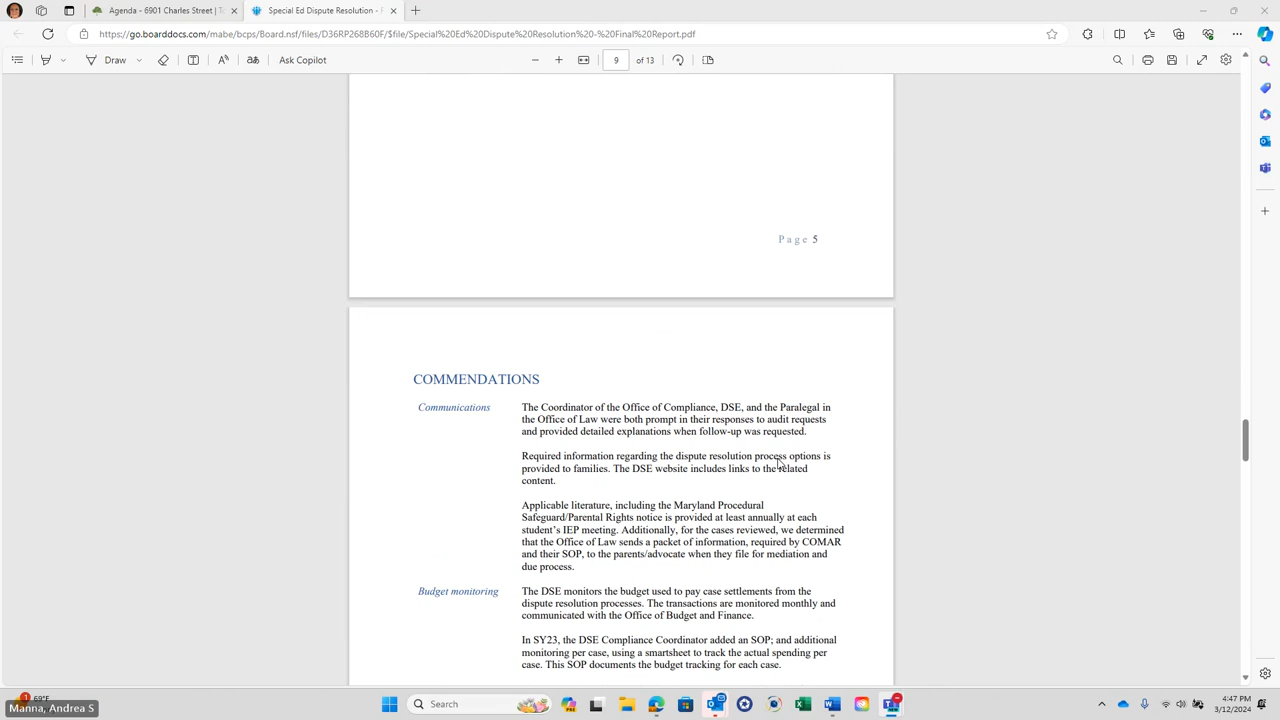 Agenda - 6901 Charles Street | To
Special Ed Dispute Resolution - F
https://go.boarddocs.com/mabe/bcps/Board.nsf/files/D36RP268B60F/$file/Special%20Ed%20Dispute%20Resolution%20-%20Final%20Report.pdf
Draw
Ask Copilot
9 of 13
Page 5
COMMENDATIONS
Communications
The Coordinator of the Office of Compliance, DSE, and the Paralegal in
the Office of Law were both prompt in their responses to audit requests
and provided detailed explanations when follow-up was requested.
Required information regarding the dispute resolution process options is
provided to families. The DSE website includes links to the related
content.
Applicable literature, including the Maryland Procedural
Safeguard/Parental Rights notice is provided at least annually at each
student's IEP meeting. Additionally, for the cases reviewed, we determined
that the Office of Law sends a packet of information, required by COMAR
and their SOP, to the parents/advocate when they file for mediation and
due process.
Budget monitoring
The DSE monitors the budget used to pay case settlements from the
dispute resolution processes. The transactions are monitored monthly and
communicated with the Office of Budget and Finance.
In SY23, the DSE Compliance Coordinator added an SOP; and additional
monitoring per case, using a smartsheet to track the actual spending per
case. This SOP documents the budget tracking for each case.
1
69°F
Manna, Andrea S
Search
4:47 PM
3/12/2024